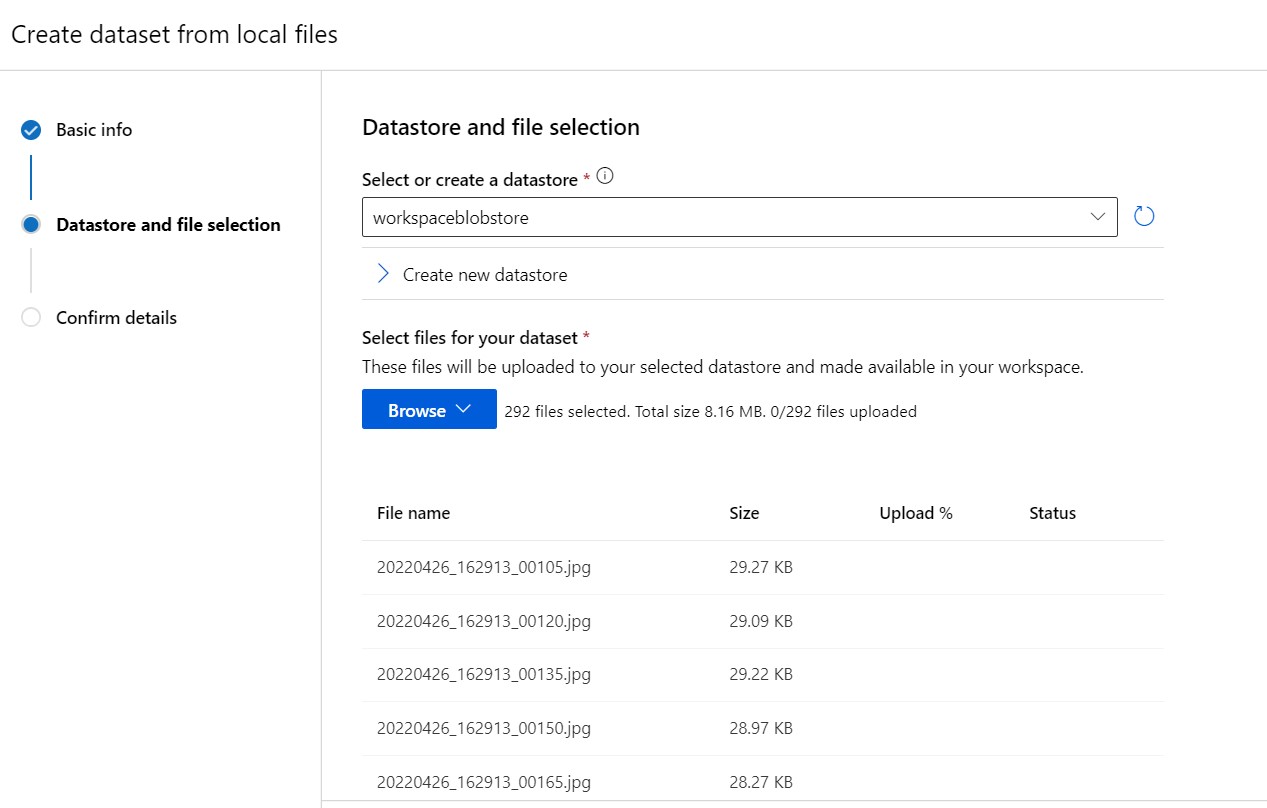 Create dataset from local files
Basic info
Datastore and file selection
Confirm details
Datastore and file selection
Select or create a datastore *
workspaceblobstore
Create new datastore
Select files for your dataset *
These files will be uploaded to your selected datastore and made available in your workspace.
Browse 292 files selected. Total size 8.16 MB. 0/292 files uploaded
File name Size Upload % Status
20220426_162913_00105.jpg 29.27 KB
20220426_162913_00120.jpg 29.09 KB
20220426_162913_00135.jpg 29.22 KB
20220426_162913_00150.jpg 28.97 KB
20220426_162913_00165.jpg 28.27 KB